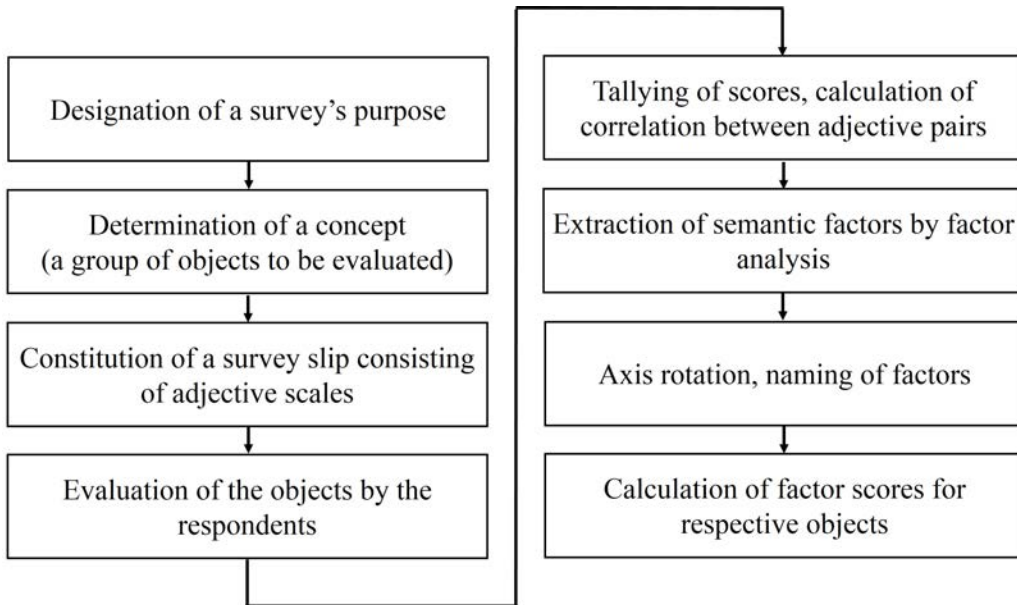 Designation of a survey’s purpose
Determination of a concept
(a group of objects to be evaluated)
Constitution of a survey slip consisting
of adjective scales
Evaluation of the objects by the
respondents
Tallying of scores, calculation of
correlation between adjective pairs
Extraction of semantic factors by factor
analysis
Axis rotation, naming of factors
Calculation of factor scores for
respective objects